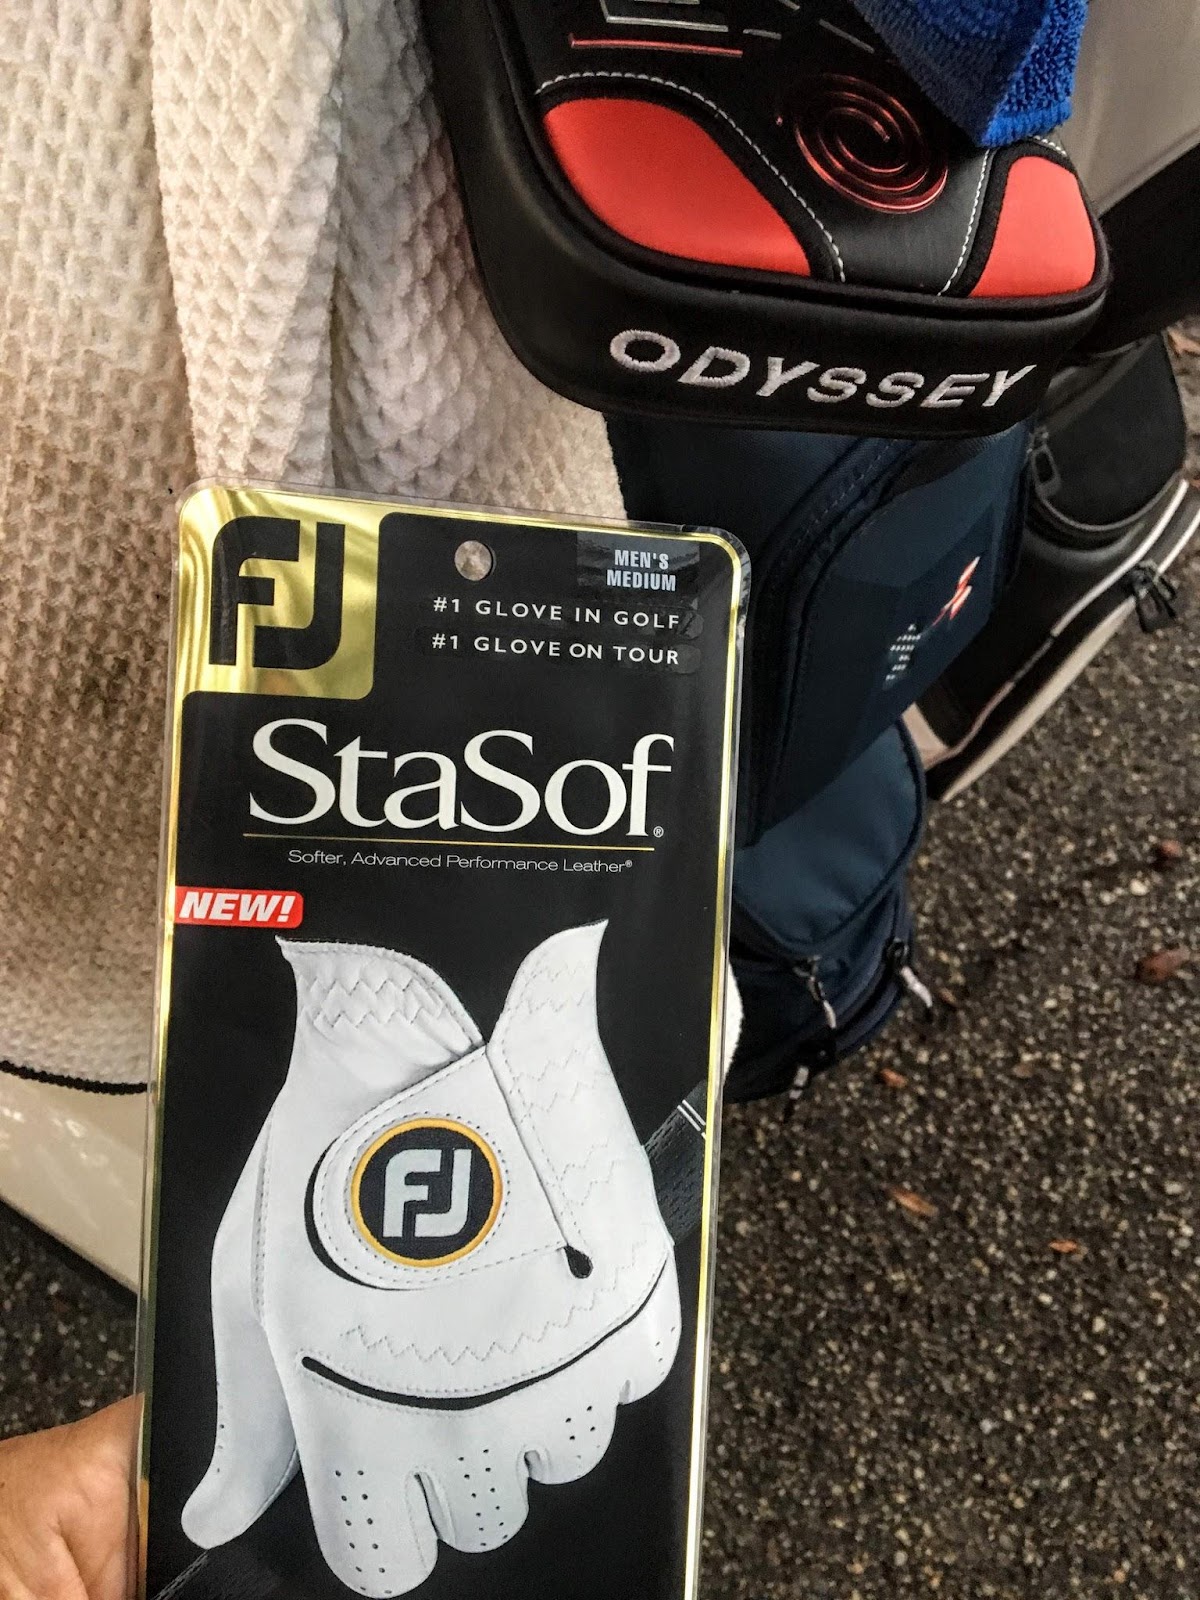 ODYSSEY
FJ
MEN'S
MEDIUM
#1 GLOVE IN GOLF
#1 GLOVE ON TOUR
StaSof®
Softer, Advanced Performance Leather®
NEW!
FJ